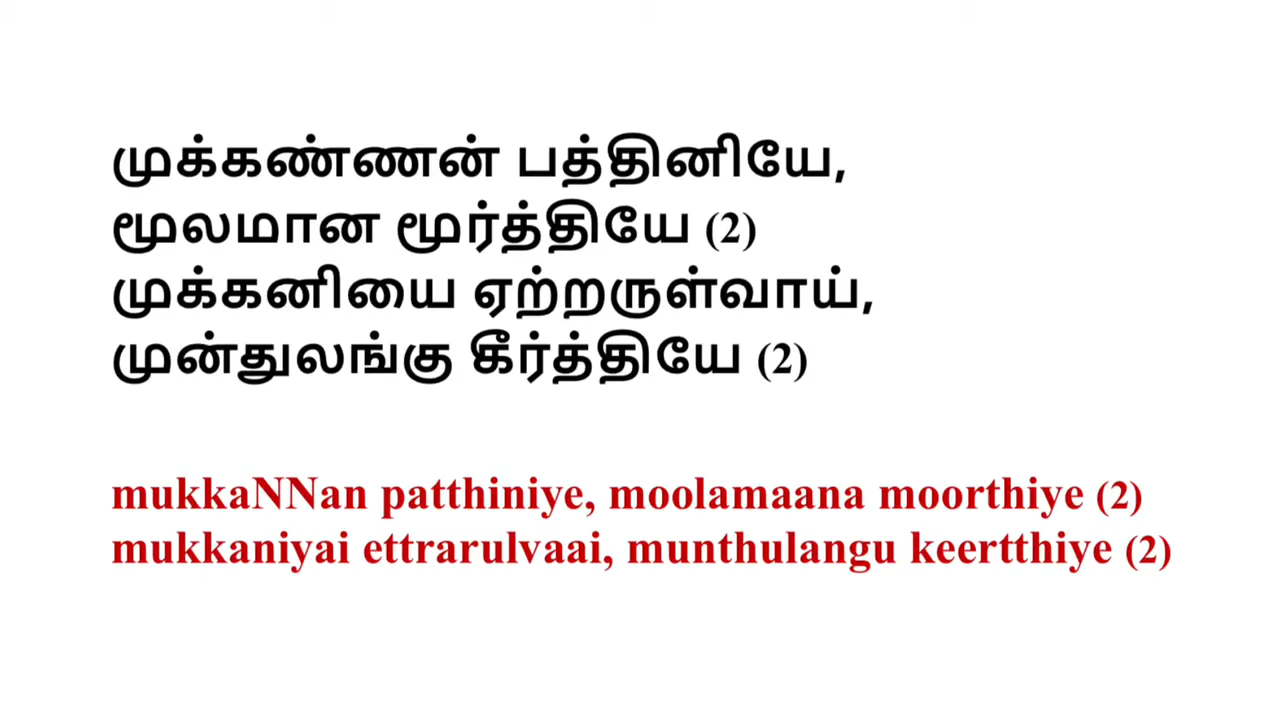 முக்கண்ணன் பத்தினியே,
மூலமான மூர்த்தியே (2)
முக்கனியை ஏற்றருள்வாய்,
முன்துலங்கு கீர்த்தியே (2)
mukkaNNan patthiniye, moolamaana moorthiye (2)
mukkaniyai ettrarulvaai, munthulangu keertthiye (2)